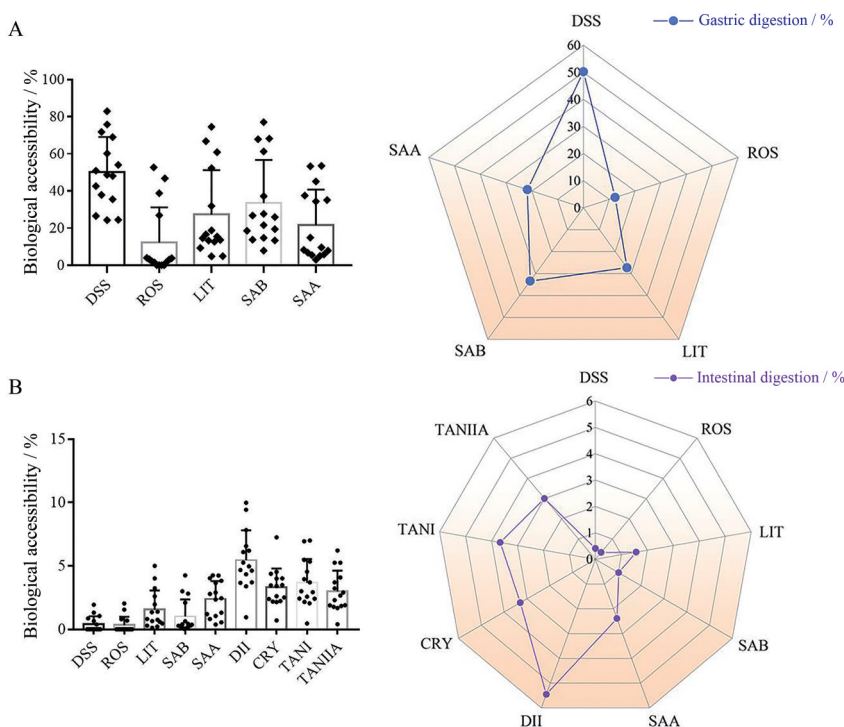 A
Biological accessibility / %
100
80
60
40
20
0
DSS
ROS
LIT
SAB
SAA
Gastric digestion / %
DSS
60
50
40
30
20
10
0
ROS
LIT
SAB
SAA
B
Biological accessibility / %
15
10
5
0
DSS
ROS
LIT
SAB
SAA
DII
CRY
TANI
TANIIA
Intestinal digestion / %
DSS
6
5
4
3
2
1
0
ROS
LIT
SAB
SAA
DII
CRY
TANI
TANIIA